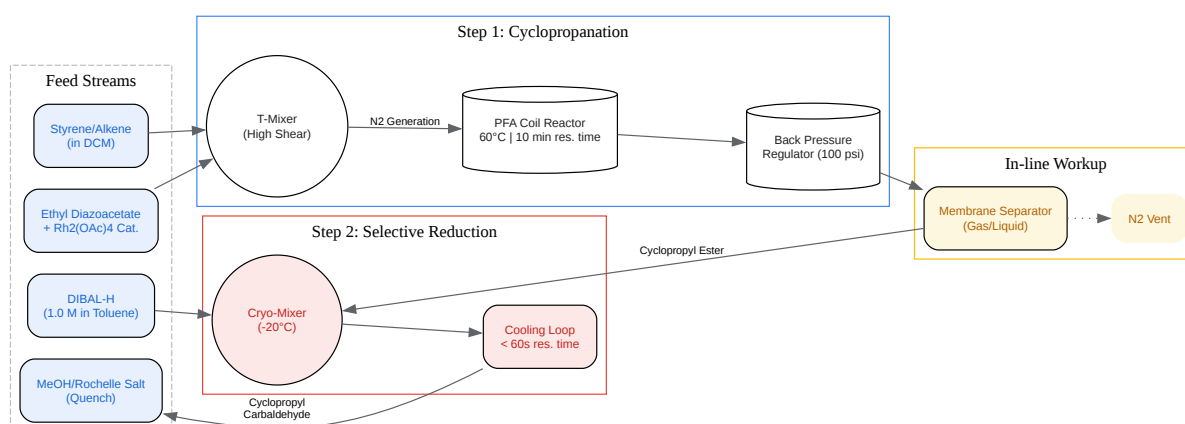 Feed Streams
Styrene/Alkene
(in DCM)
Ethyl Diazoacetate
+ Rh2(OAc)4 Cat.
DIBAL-H
(1.0 M in Toluene)
MeOH/Rochelle Salt
(Quench)
Step 1: Cyclopropanation
T-Mixer
(High Shear)
N2 Generation
PFA Coil Reactor
60°C | 10 min res. time
Back Pressure
Regulator (100 psi)
In-line Workup
Membrane Separator
(Gas/Liquid)
N2 Vent
Cyclopropyl Ester
Step 2: Selective Reduction
Cryo-Mixer
(-20°C)
Cooling Loop
< 60s res. time
Cyclopropyl
Carbaldehyde